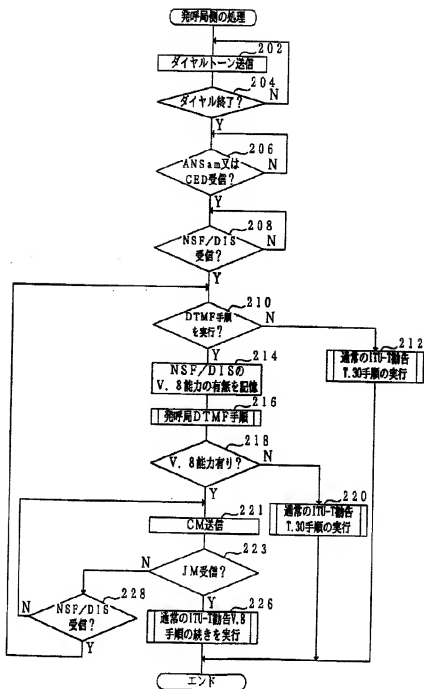 発呼局側の処理
202
ダイヤルトーン送信
204
ダイヤル終了?
N
Y
206
ANSam又は
CED受信?
N
Y
208
NSF/DIS
受信?
N
Y
210
DTMF手順
を実行?
N
Y
212
通常のITU-T勧告
T.30手順の実行
214
NSF/DISの
V.8能力の有無を記憶
216
発呼局DTMF手順
218
V.8能力有り?
N
Y
220
通常のITU-T勧告
T.30手順の実行
221
CM送信
223
JM受信?
N
Y
226
通常のITU-T勧告V.8
手順の続きを実行
228
NSF/DIS
受信?
N
Y
エンド